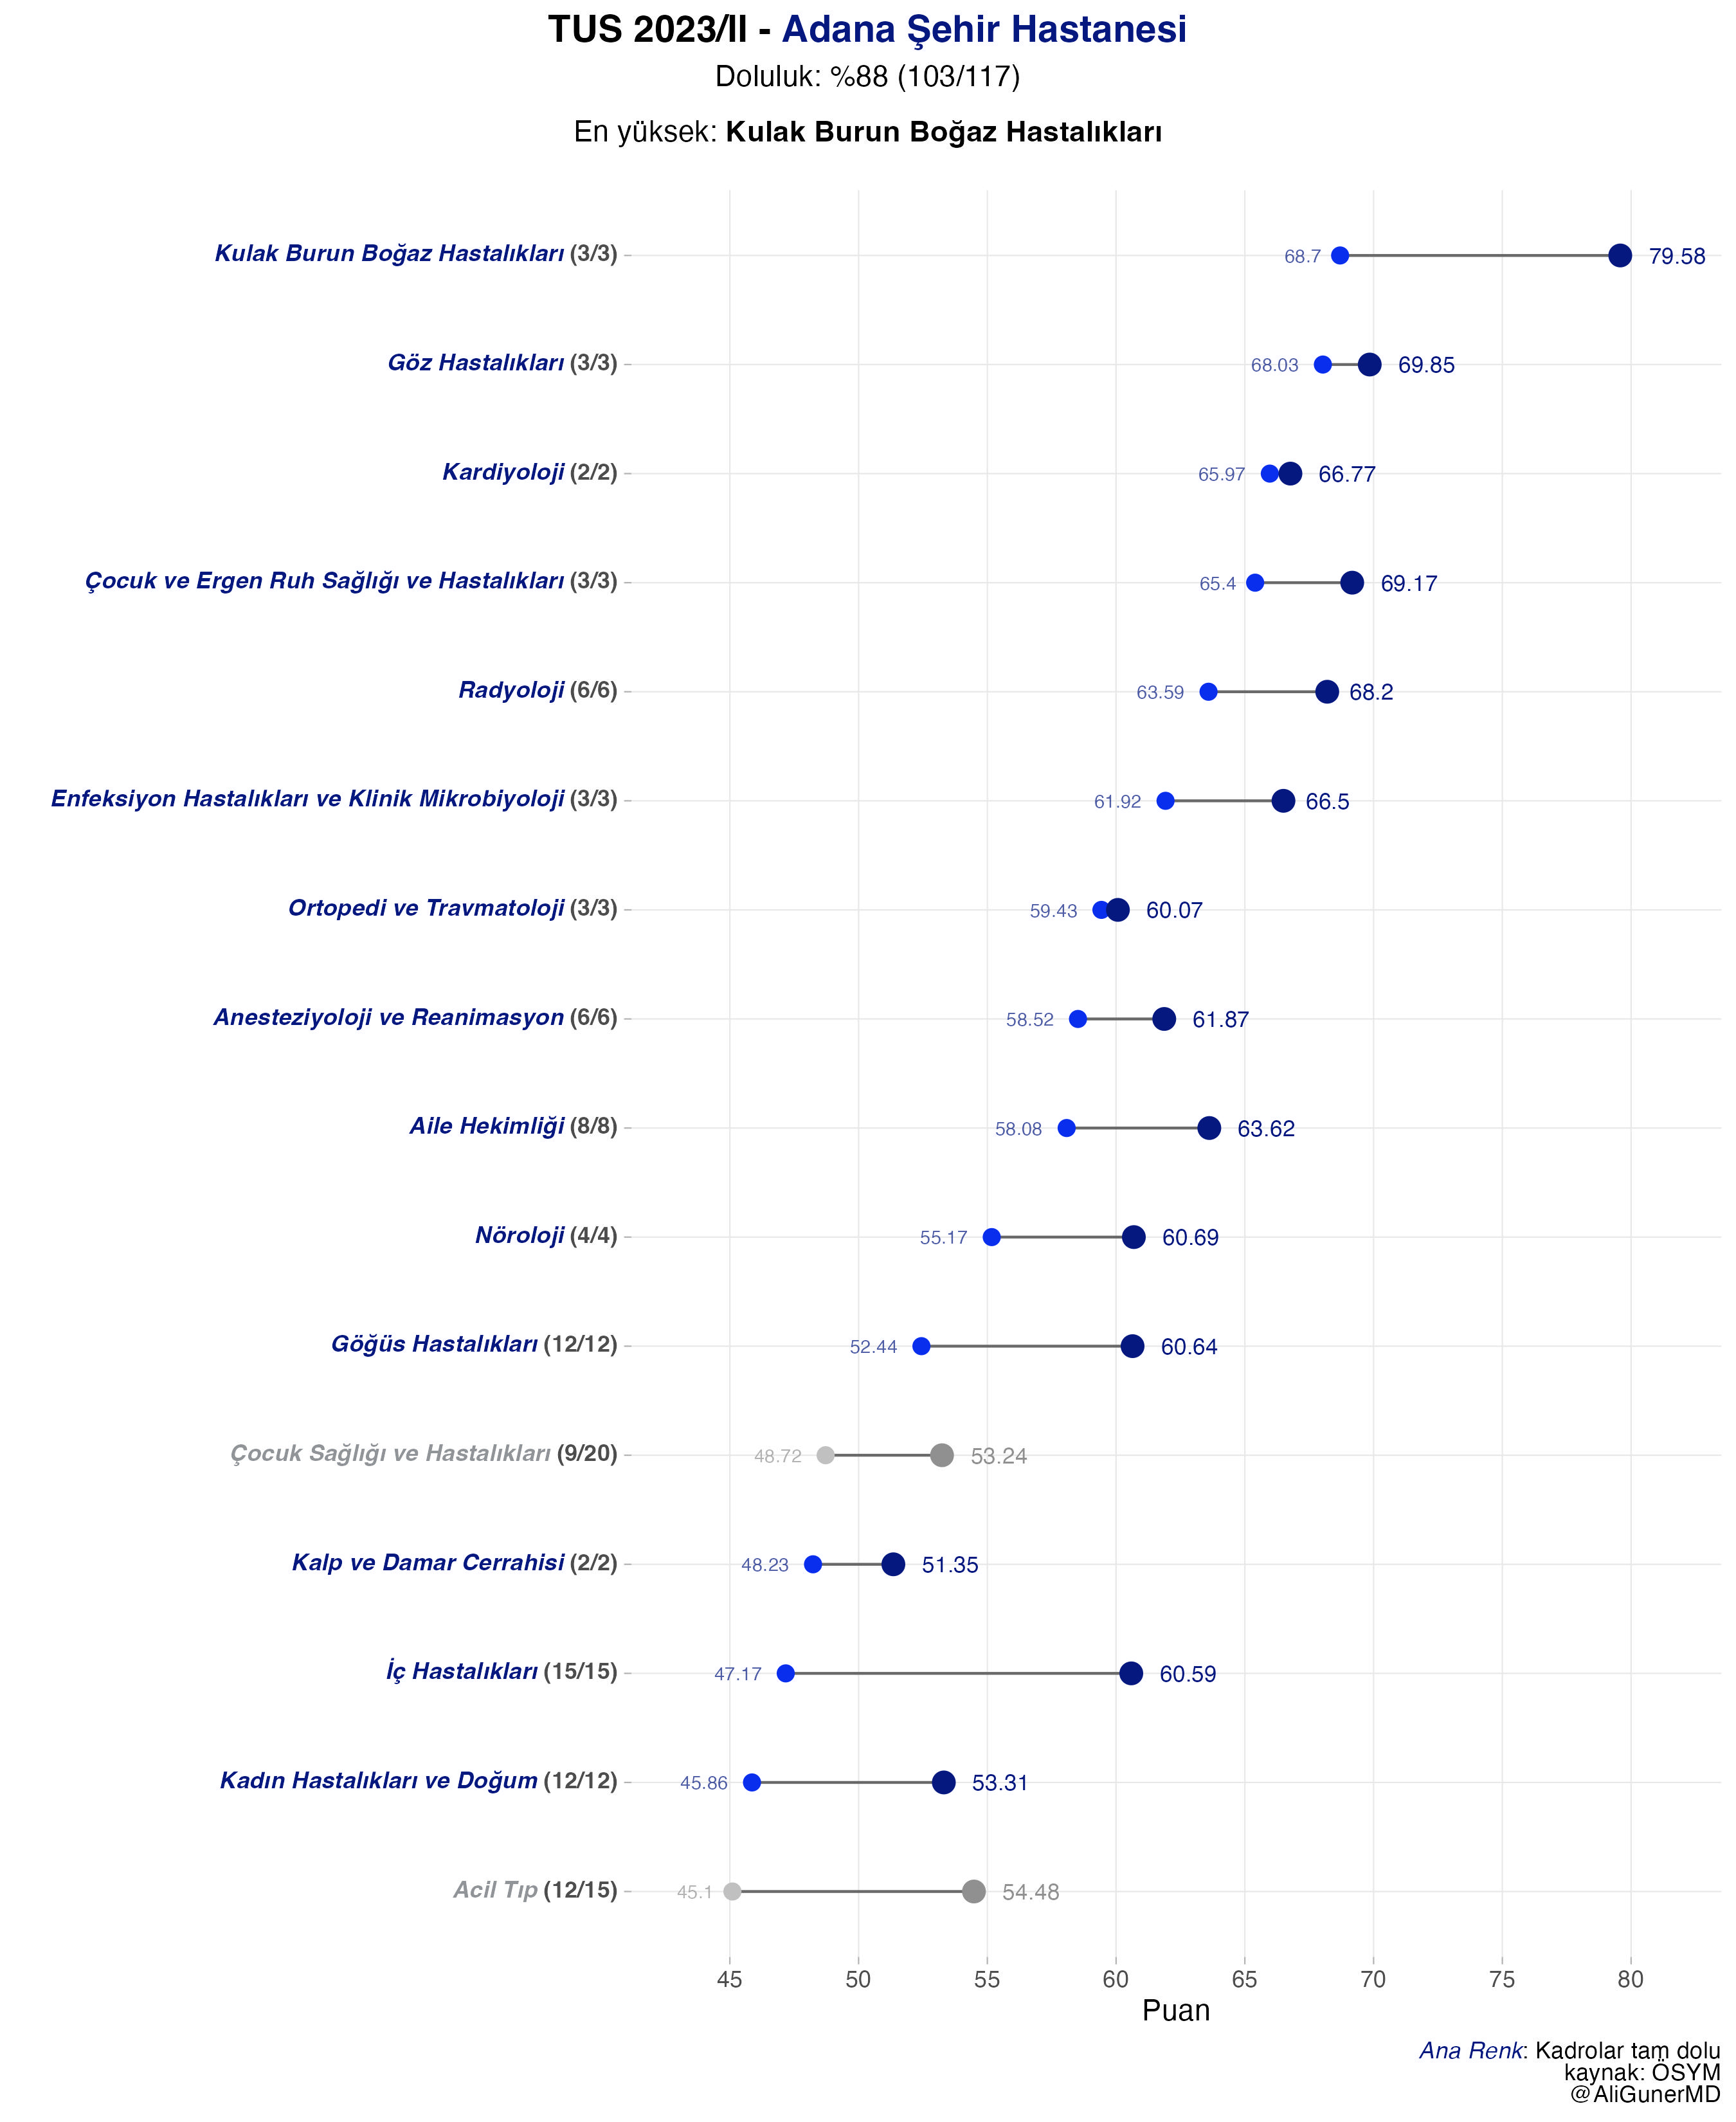 TUS 2023/II - Adana Şehir Hastanesi
Doluluk: %88 (103/117)
En yüksek: Kulak Burun Boğaz Hastalıkları
Kulak Burun Boğaz Hastalıkları (3/3) 68.7 79.58
Göz Hastalıkları (3/3) 68.03 69.85
Kardiyoloji (2/2) 65.97 66.77
Çocuk ve Ergen Ruh Sağlığı ve Hastalıkları (3/3) 65.4 69.17
Radyoloji (6/6) 63.59 68.2
Enfeksiyon Hastalıkları ve Klinik Mikrobiyoloji (3/3) 61.92 66.5
Ortopedi ve Travmatoloji (3/3) 59.43 60.07
Anesteziyoloji ve Reanimasyon (6/6) 58.52 61.87
Aile Hekimliği (8/8) 58.08 63.62
Nöroloji (4/4) 55.17 60.69
Göğüs Hastalıkları (12/12) 52.44 60.64
Çocuk Sağlığı ve Hastalıkları (9/20) 48.72 53.24
Kalp ve Damar Cerrahisi (2/2) 48.23 51.35
İç Hastalıkları (15/15) 47.17 60.59
Kadın Hastalıkları ve Doğum (12/12) 45.86 53.31
Acil Tıp (12/15) 45.1 54.48
45 50 55 60 65 70 75 80
Puan
Ana Renk: Kadrolar tam dolu
kaynak: ÖSYM
@AliGunerMD